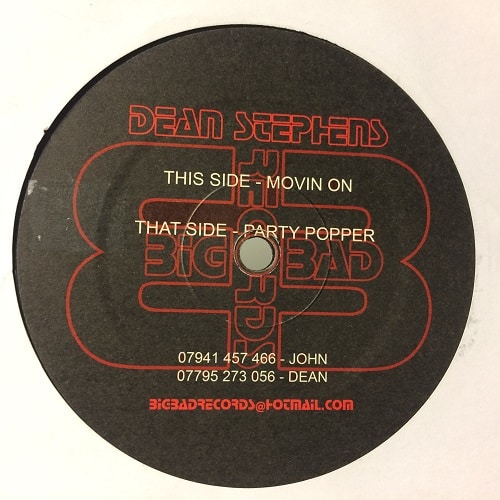 DEAN STEPHENS
THIS SIDE - MOVIN ON
THAT SIDE - PARTY POPPER
BIG BAD
RECORDS
07941 457 466 - JOHN
07795 273 056 - DEAN
BIGBADRECORDS@HOTMAIL.COM